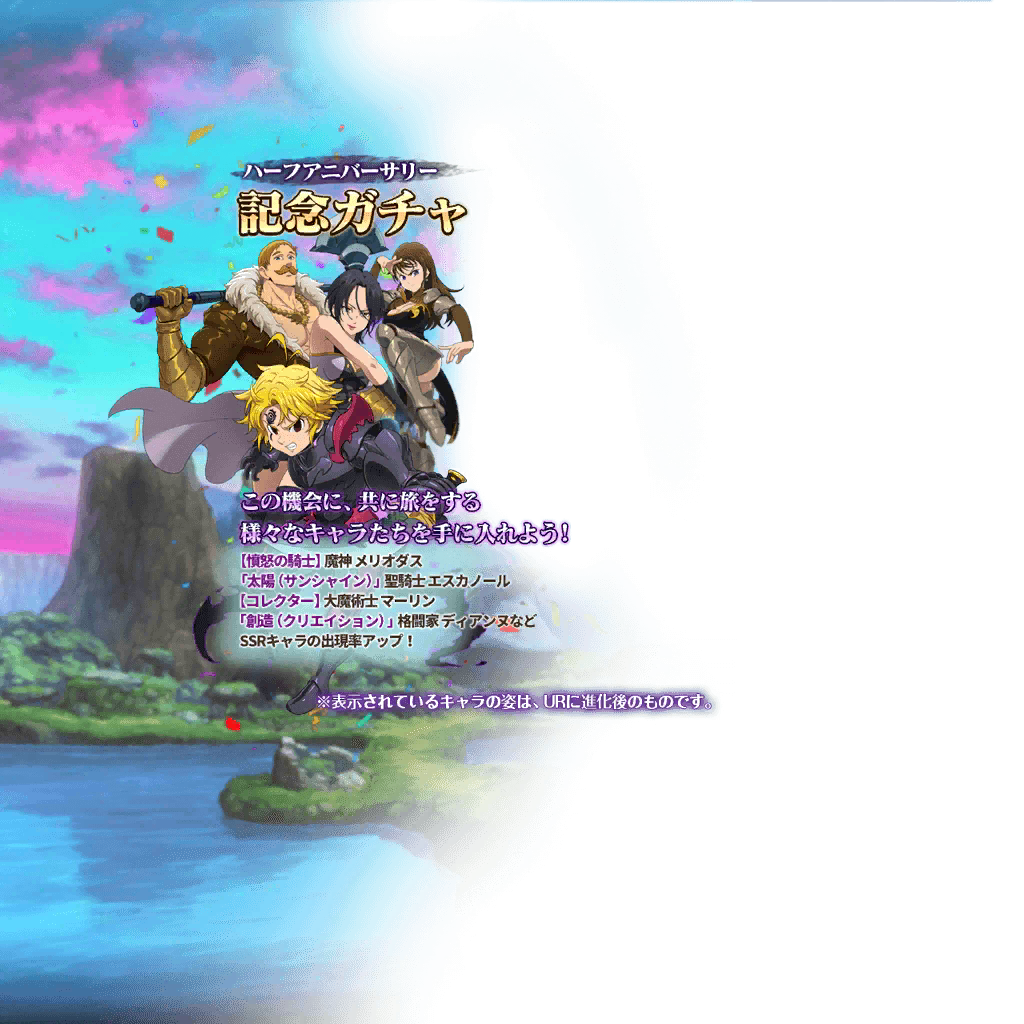 ハーフアニバーサリー
記念ガチャ
この機会に、共に旅をする
様々なキャラたちを手に入れよう!
【憤怒の騎士】魔神 メリオダス
「太陽（サンシャイン）」聖騎士 エスカノール
【コレクター】大魔術士 マーリン
「創造（クリエイション）」格闘家 ディアンヌなど
SSRキャラの出現率アップ！
※表示されているキャラの姿は、URに進化後のものです。